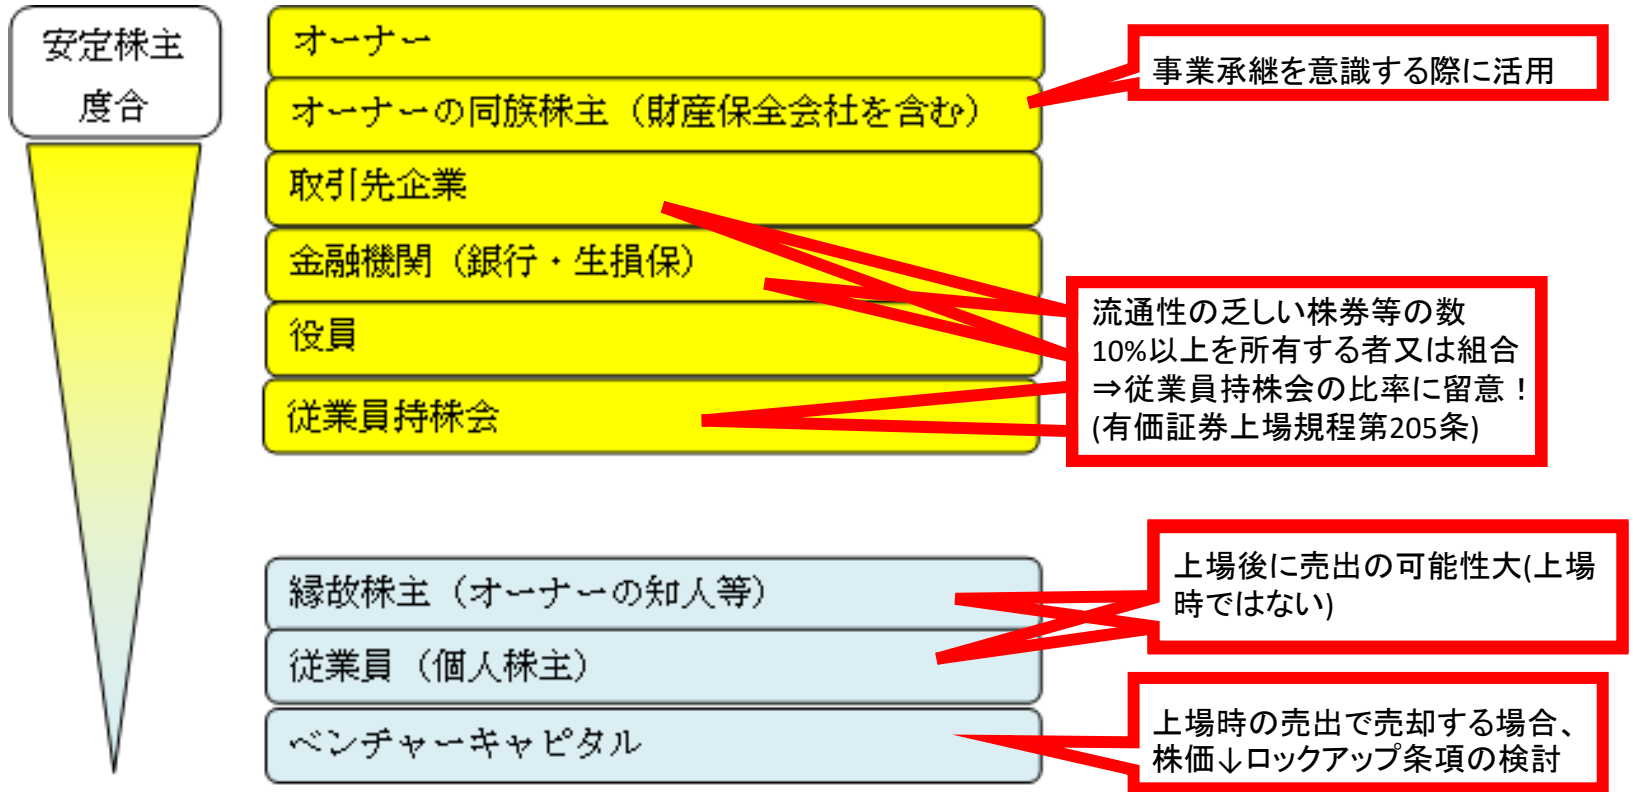 安定株主
度合
オーナー
オーナーの同族株主（財産保全会社を含む）
事業承継を意識する際に活用
取引先企業
金融機関（銀行・生損保）
役員
従業員持株会
流通性の乏しい株券等の数
10%以上を所有する者又は組合
⇒従業員持株会の比率に留意！
(有価証券上場規程第205条)
縁故株主（オーナーの知人等）
従業員（個人株主）
上場後に売出の可能性大(上場
時ではない)
ベンチャーキャピタル
上場時の売出で売却する場合、
株価↓ロックアップ条項の検討